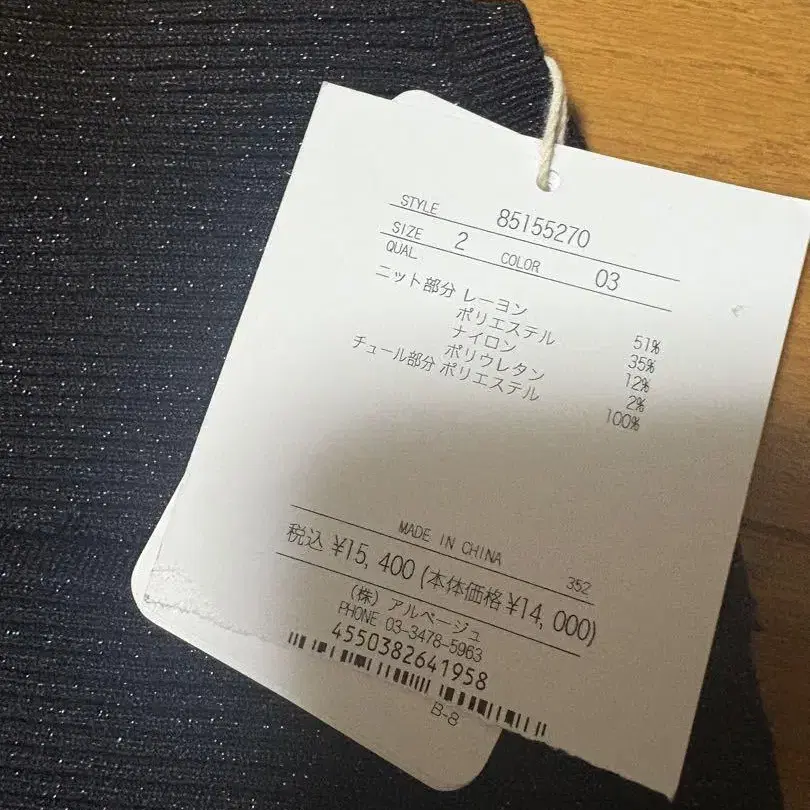 STYLE 85155270
SIZE 2 COLOR 03
QUAL
ニット部分 レーヨン 51%
ポリエステル 35%
ナイロン 12%
ポリウレタン 2%
チュール部分 ポリエステル 100%
MADE IN CHINA 352
税込 ¥15,400 (本体価格 ¥14,000)
(株) アルページュ
PHONE 03-3478-5963
4550382641958
B-8